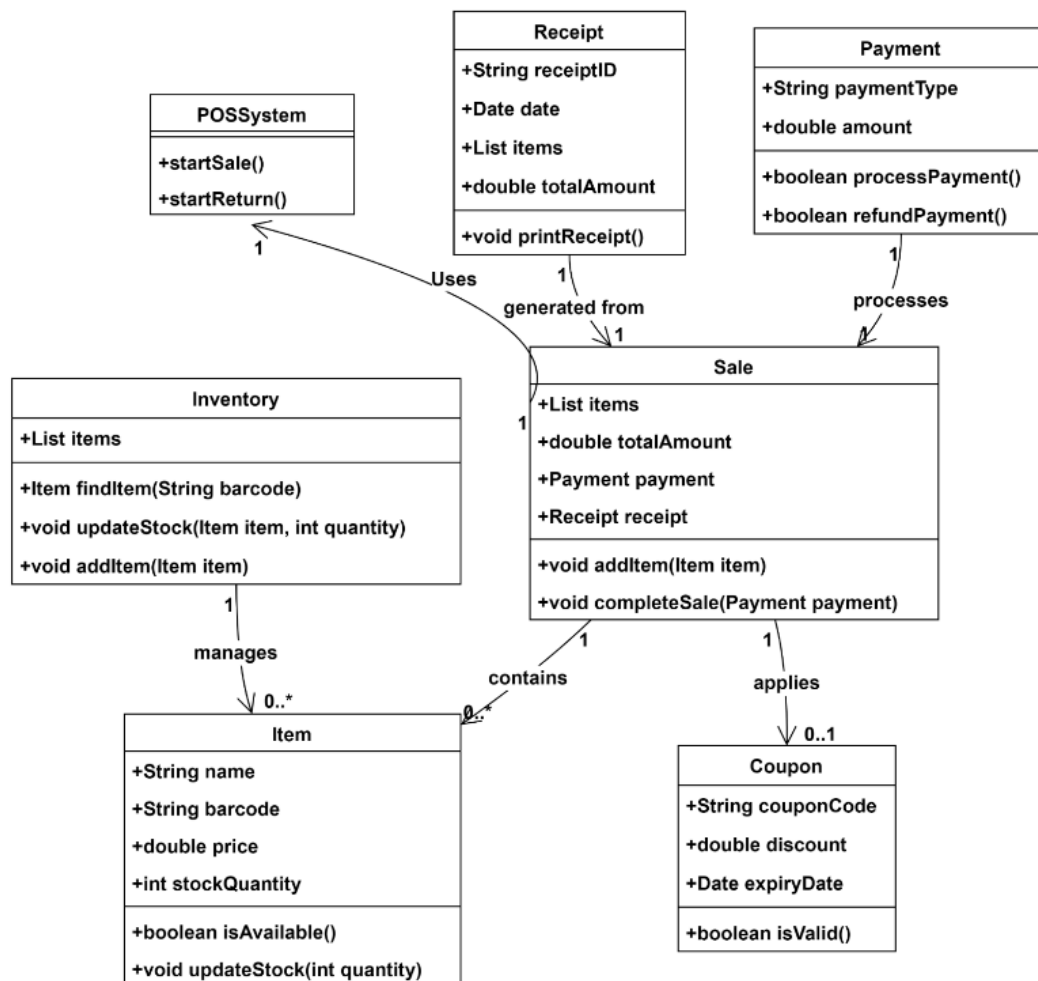 Receipt
+String receiptID
+Date date
+List items
+double totalAmount
+void printReceipt()
Payment
+String paymentType
+double amount
+boolean processPayment()
+boolean refundPayment()
POSSystem
+startSale()
+startReturn()
1
Uses
1
1
generated from
1
1
processes
1
Sale
+List items
+double totalAmount
+Payment payment
+Receipt receipt
+void addItem(Item item)
+void completeSale(Payment payment)
Inventory
+List items
+Item findItem(String barcode)
+void updateStock(Item item, int quantity)
+void addItem(Item item)
1
manages
0..*
1
contains
0..*
1
applies
0..1
Item
+String name
+String barcode
+double price
+int stockQuantity
+boolean isAvailable()
+void updateStock(int quantity)
Coupon
+String couponCode
+double discount
+Date expiryDate
+boolean isValid()